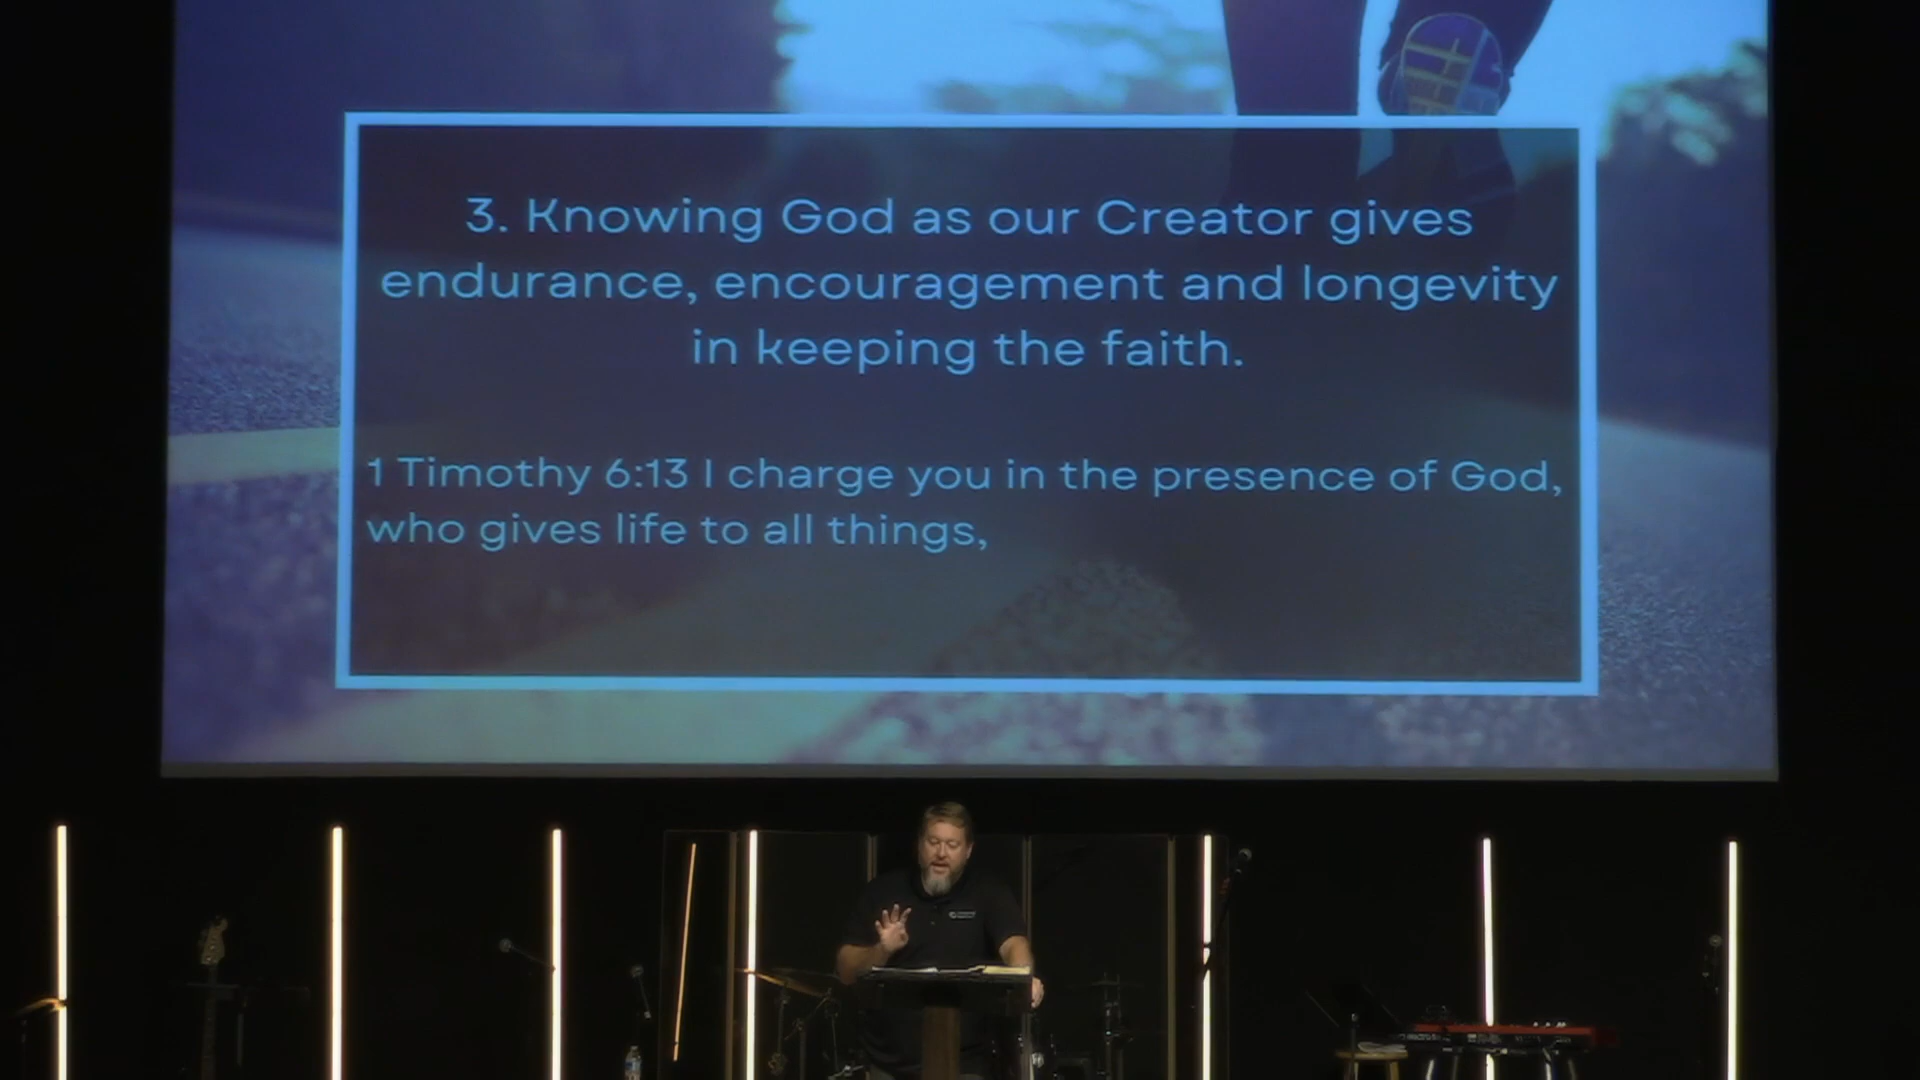 3. Knowing God as our Creator gives
endurance, encouragement and longevity
in keeping the faith.
1 Timothy 6:13 I charge you in the presence of God,
who gives life to all things,